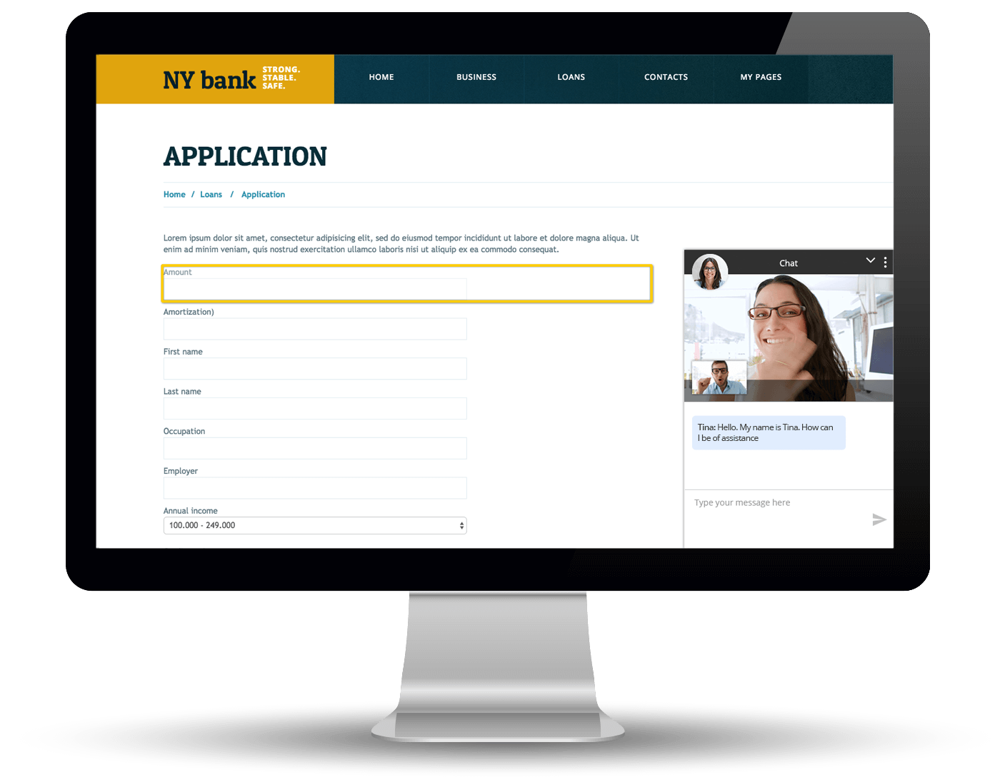 NY bank
STRONG.
STABLE.
SAFE.
HOME
BUSINESS
LOANS
CONTACTS
MY PAGES
APPLICATION
Home / Loans / Application
Lorem ipsum dolor sit amet, consectetur adipisicing elit, sed do eiusmod tempor incididunt ut labore et dolore magna aliqua. Ut
enim ad minim veniam, quis nostrud exercitation ullamco laboris nisi ut aliquip ex ea commodo consequat.
Amount
Amortization)
First name
Last name
Occupation
Employer
Annual income
100.000 - 249.000
Chat
Tina: Hello. My name is Tina. How can
I be of assistance
Type your message here